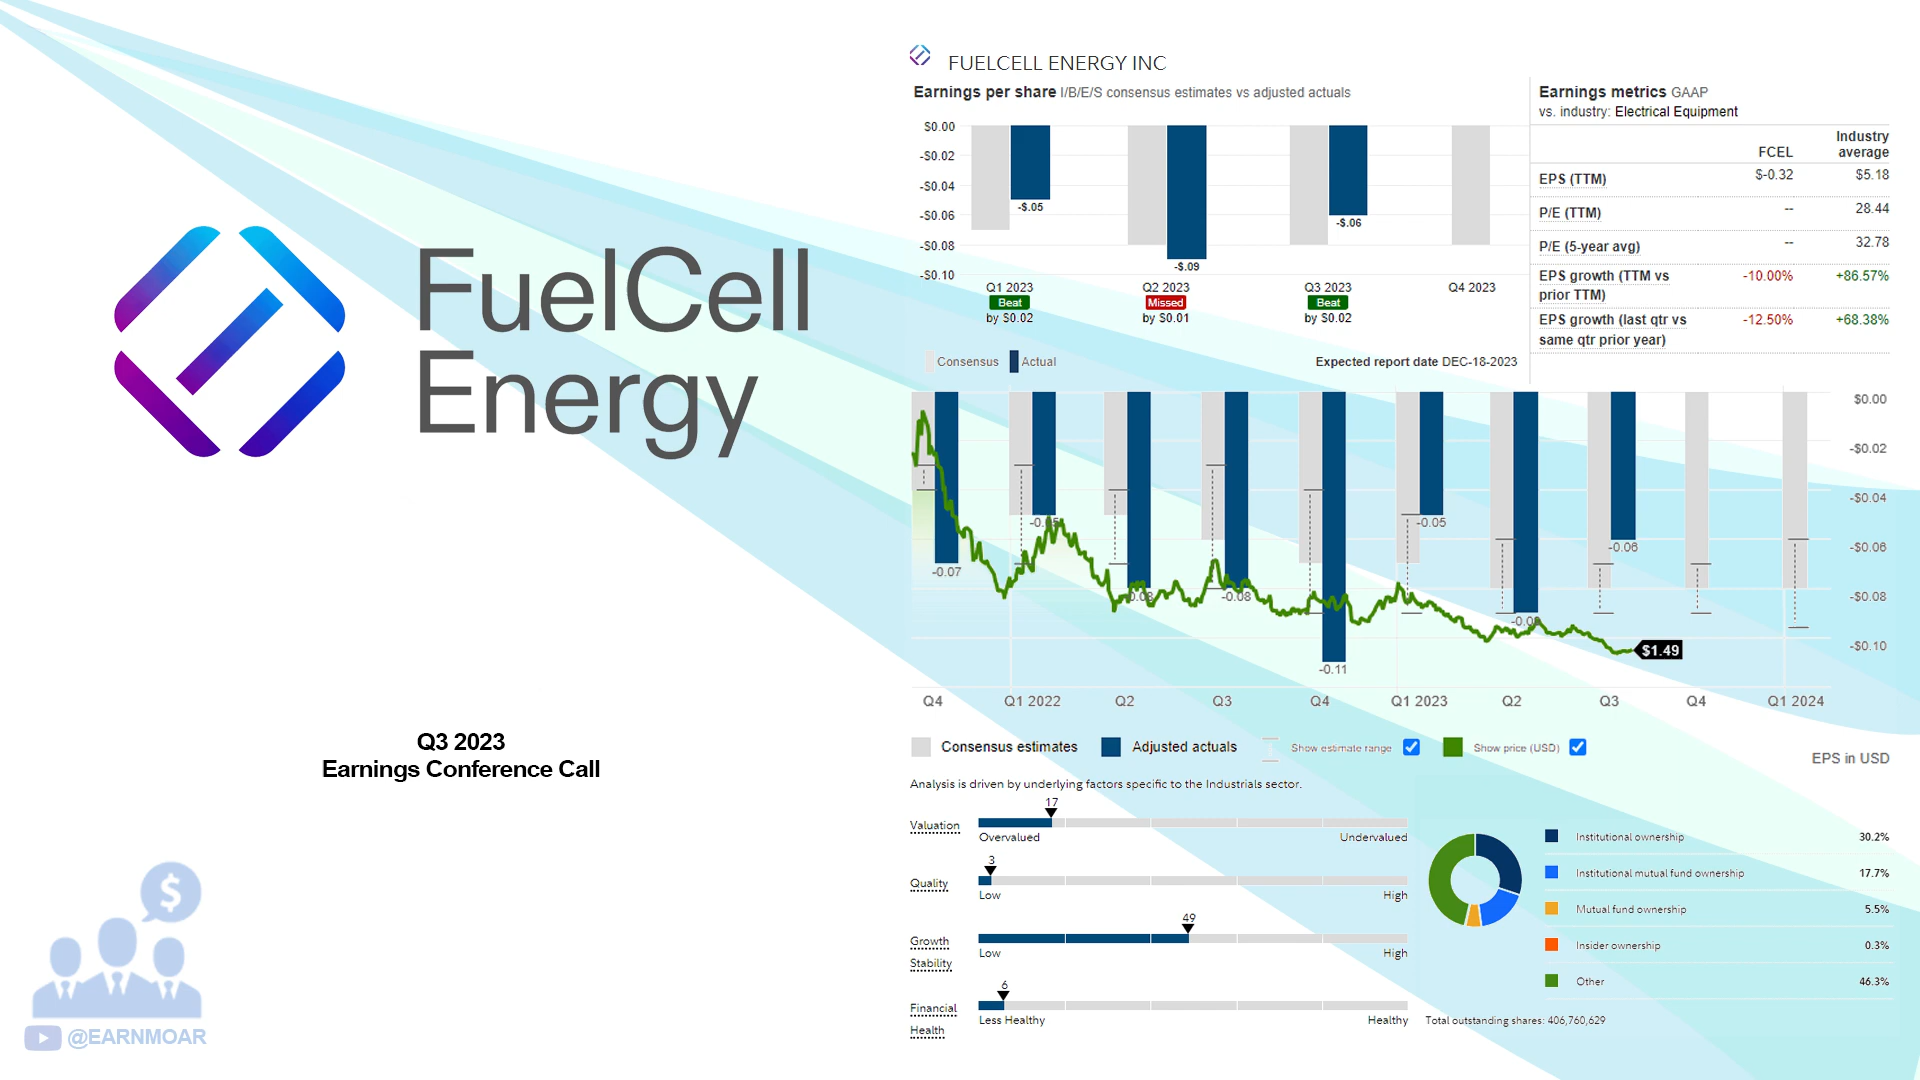 FuelCell
Energy
Q3 2023
Earnings Conference Call
$
@EARNMOAR
FUELCELL ENERGY INC
Earnings per share I/B/E/S consensus estimates vs adjusted actuals
$0.00
-$0.02
-$0.04
-$0.06
-$0.08
-$0.10
-$.05
-$.09
-$.06
Q1 2023 Q2 2023 Q3 2023 Q4 2023
Beat Missed Beat
by $0.02 by $0.01 by $0.02
Consensus Actual
Expected report date DEC-18-2023
Earnings metrics GAAP
vs. industry: Electrical Equipment
FCEL Industry average
EPS (TTM) $-0.32 $5.18
P/E (TTM) -- 28.44
P/E (5-year avg) -- 32.78
EPS growth (TTM vs prior TTM) -10.00% +86.57%
EPS growth (last qtr vs same qtr prior year) -12.50% +68.38%
$0.00
-$0.02
-$0.04
-$0.06
-$0.08
-$0.10
-0.07
-0.05
-0.08
-0.08
-0.11
-0.05
-0.06
$1.49
Q4 Q1 2022 Q2 Q3 Q4 Q1 2023 Q2 Q3 Q4 Q1 2024
Consensus estimates Adjusted actuals Show estimate range Show price (USD)
EPS in USD
Analysis is driven by underlying factors specific to the Industrials sector.
17
Valuation
Overvalued Undervalued
3
Quality
Low High
49
Growth
Stability
Low High
6
Financial
Health
Less Healthy Healthy
Institutional ownership 30.2%
Institutional mutual fund ownership 17.7%
Mutual fund ownership 5.5%
Insider ownership 0.3%
Other 46.3%
Total outstanding shares: 406,760,629